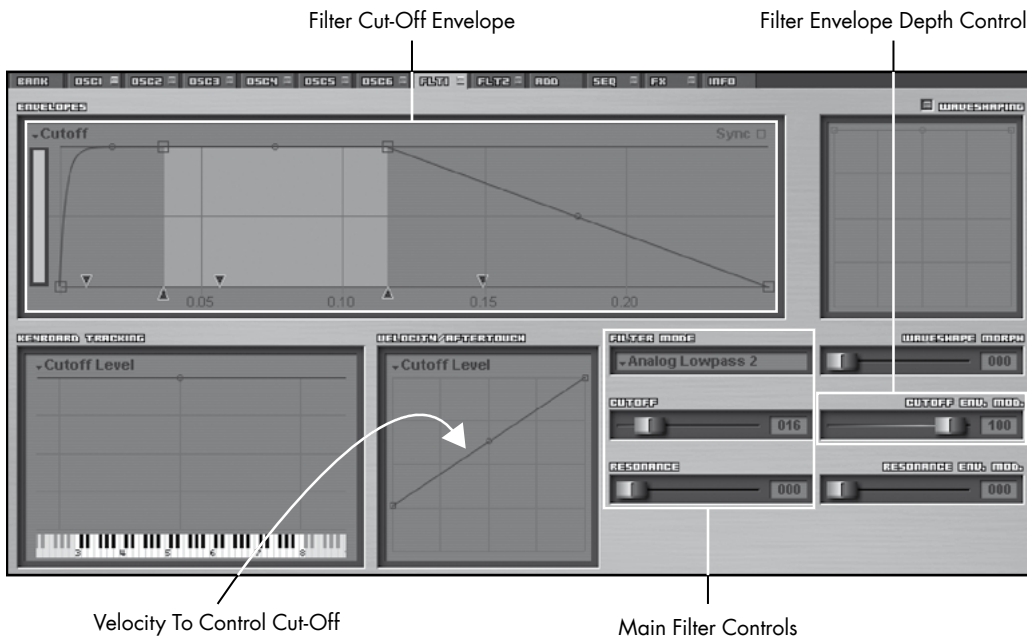 Filter Cut-Off Envelope
Filter Envelope Depth Control
BANK OSC1 OSC2 OSC3 OSC4 OSC5 OSC6 FLT1 FLT2 ADD SEQ FX INFO
ENVELOPES
WAVESHAPING
Cutoff
Sync
0.05 0.10 0.15 0.20
KEYBOARD TRACKING
VELOCITY/AFTERTOUCH
FILTER MODE
WAVESHAPE MORPH
Cutoff Level
Cutoff Level
Analog Lowpass 2
000
CUTOFF
CUTOFF ENV. MOD.
016
100
RESONANCE
RESONANCE ENV. MOD.
000
000
3 4 5 6 7 8
Velocity To Control Cut-Off
Main Filter Controls